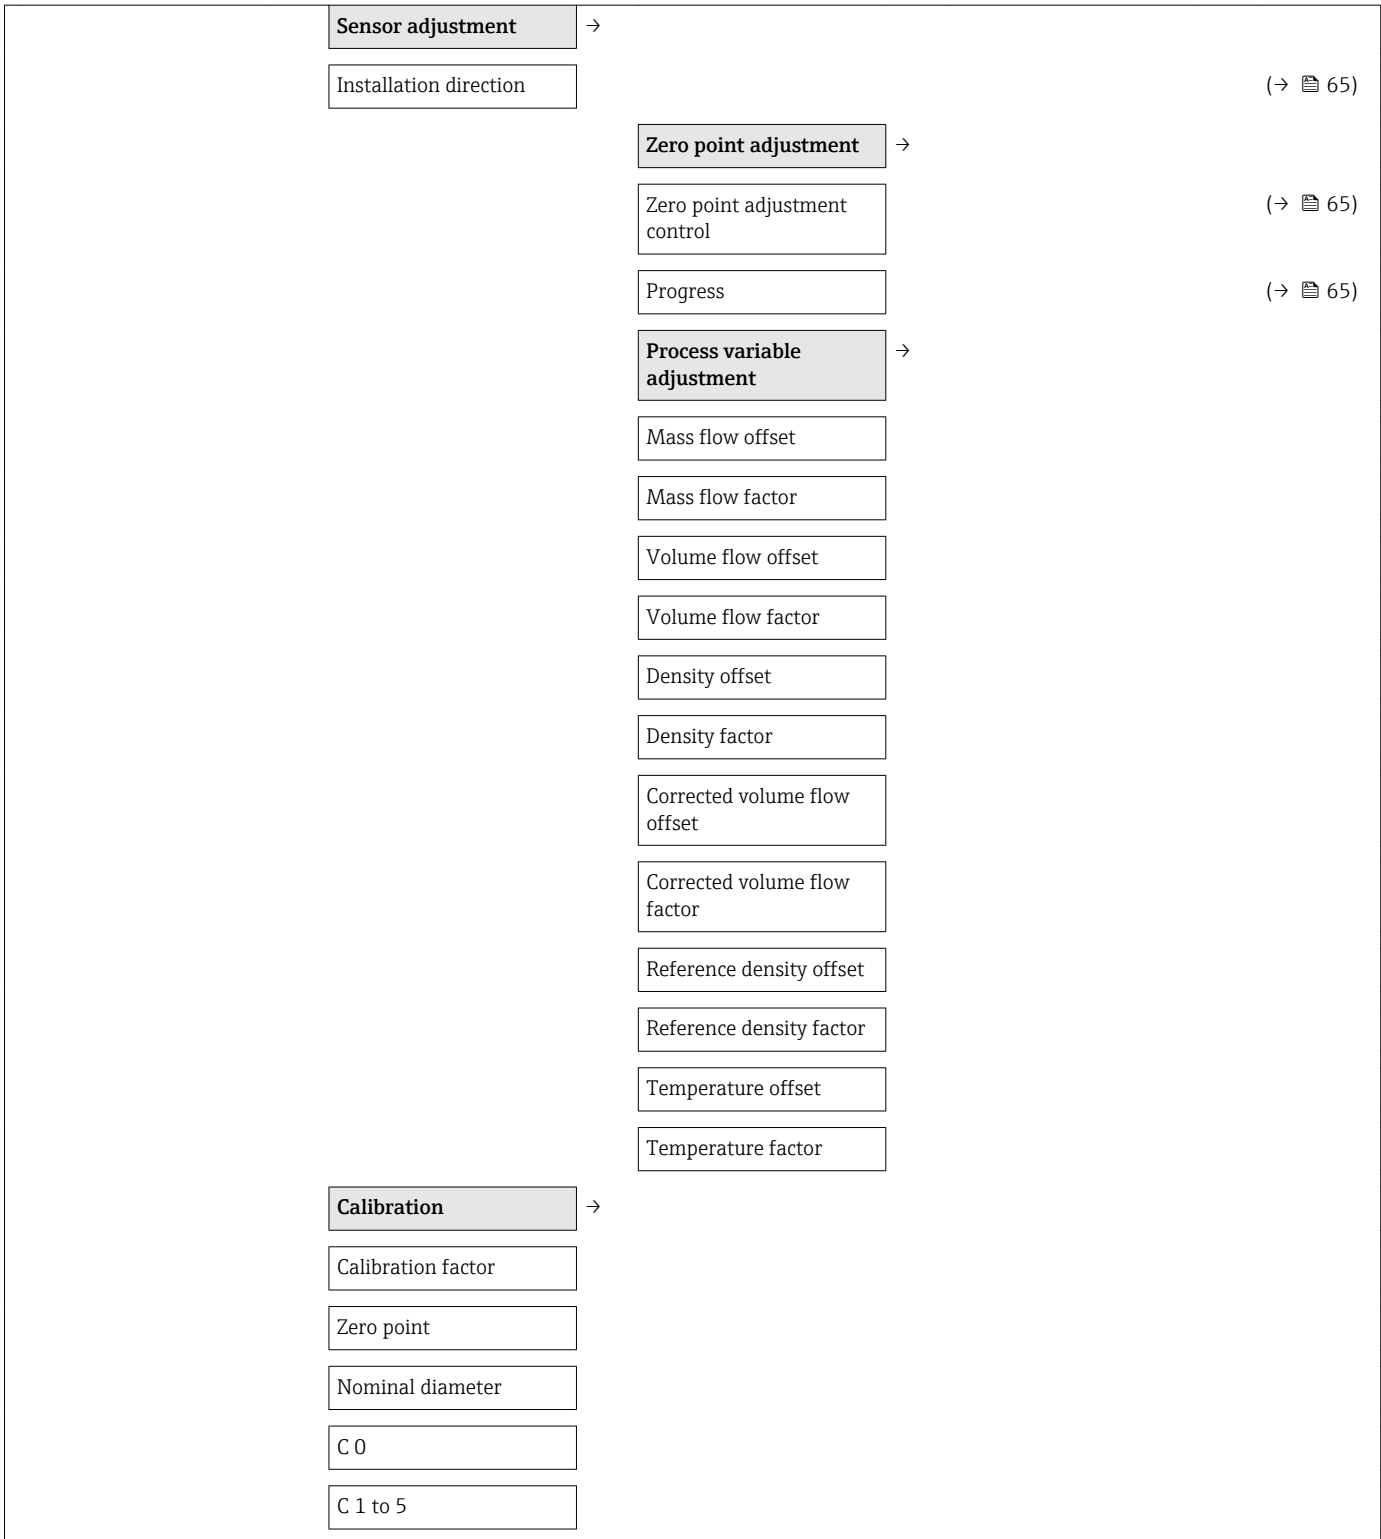 Sensor adjustment →
Installation direction (→ 65)
Zero point adjustment →
Zero point adjustment (→ 65)
control
Progress (→ 65)
Process variable →
adjustment
Mass flow offset
Mass flow factor
Volume flow offset
Volume flow factor
Density offset
Density factor
Corrected volume flow
offset
Corrected volume flow
factor
Reference density offset
Reference density factor
Temperature offset
Temperature factor
Calibration →
Calibration factor
Zero point
Nominal diameter
C 0
C 1 to 5